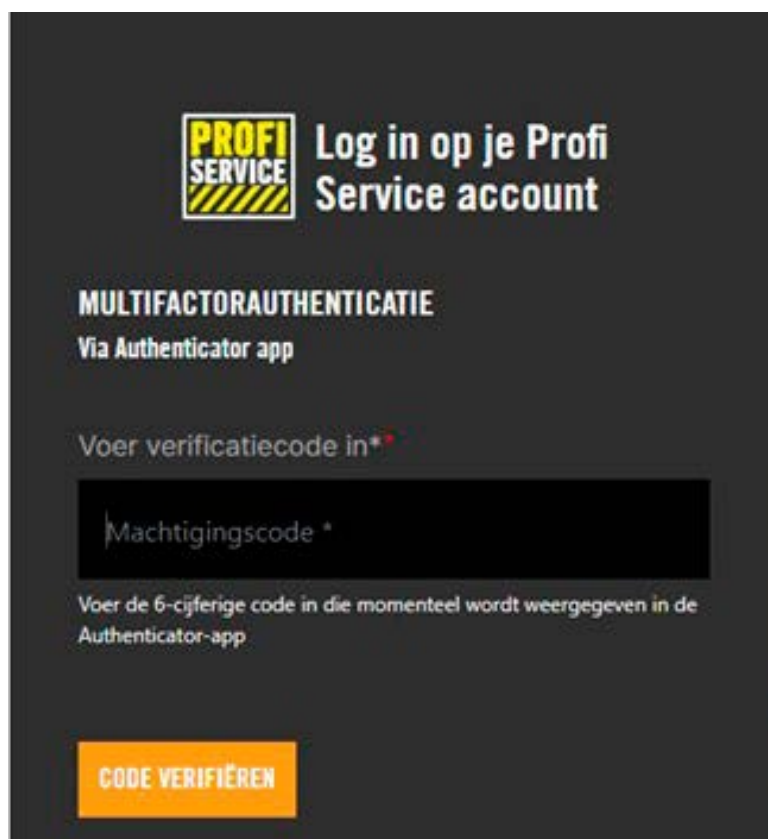 PROFI
SERVICE
Log in op je Profi
Service account
MULTIFACTORAUTHENTICATIE
Via Authenticator app
Voer verificatiecode in**
Machtigingscode *
Voer de 6-cijferige code in die momenteel wordt weergegeven in de
Authenticator-app
CODE VERIFIËREN